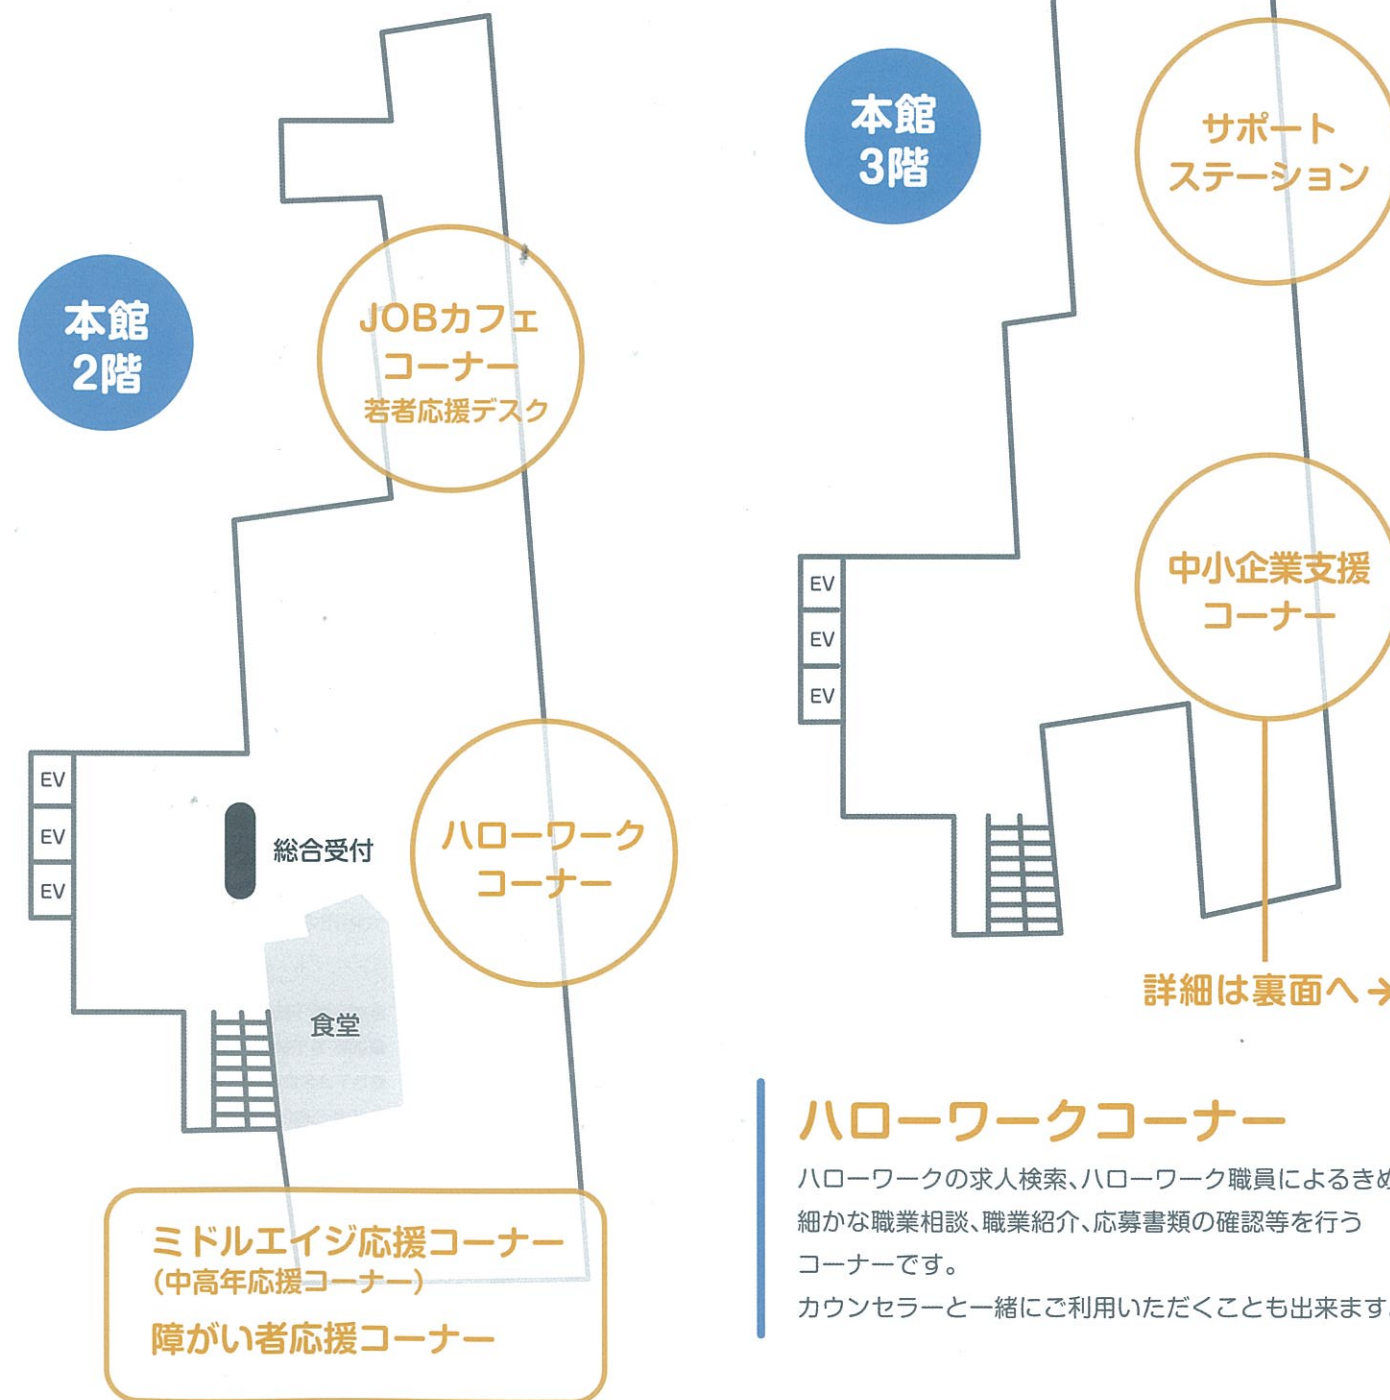 本館
2階
JOBカフェ
コーナー
若者応援デスク
EV
EV
EV
総合受付
ハローワーク
コーナー
食堂
ミドルエイジ応援コーナー
(中高年応援コーナー)
障がい者応援コーナー
本館
3階
サポート
ステーション
EV
EV
EV
中小企業支援
コーナー
詳細は裏面へ→
ハローワークコーナー
ハローワークの求人検索、ハローワーク職員によるきめ
細かな職業相談、職業紹介、応募書類の確認等を行う
コーナーです。
カウンセラーと一緒にご利用いただくことも出来ます。